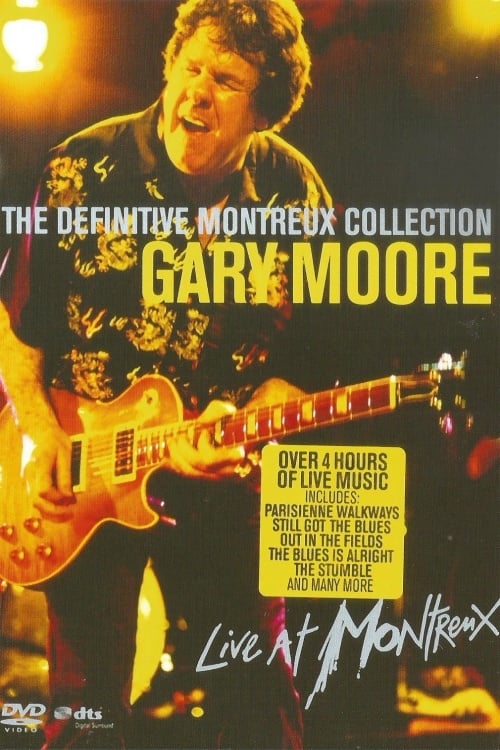 THE DEFINITIVE MONTREUX COLLECTION
GARY MOORE
OVER 4 HOURS
OF LIVE MUSIC
INCLUDES:
PARISIENNE WALKWAYS
STILL GOT THE BLUES
OUT IN THE FIELDS
THE BLUES IS ALRIGHT
THE STUMBLE
AND MANY MORE
Live At Montreux
DVD
VIDEO
dts
Digital Surround